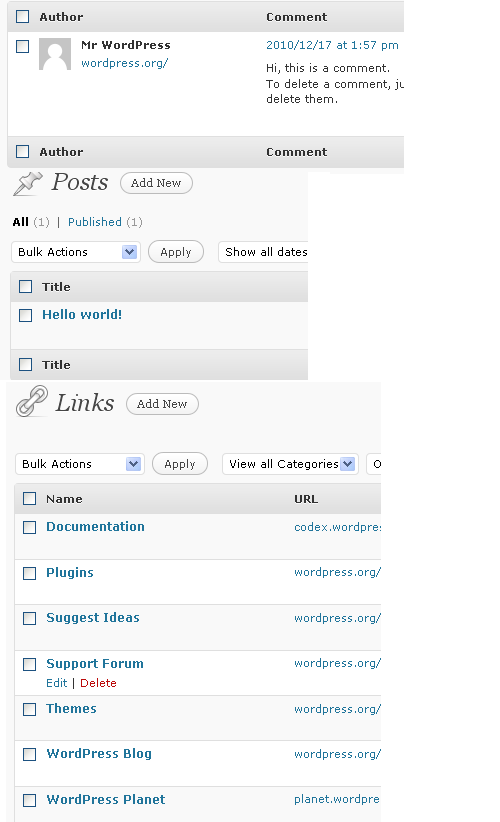 Author Comment
Mr WordPress 2010/12/17 at 1:57 pm
wordpress.org/
Hi, this is a comment.
To delete a comment, ju
delete them.
Author Comment
Posts Add New
All (1) | Published (1)
Bulk Actions Apply Show all dates
Title
Hello world!
Title
Links Add New
Bulk Actions Apply View all Categories
Name URL
Documentation codex.wordpres
Plugins wordpress.org/
Suggest Ideas wordpress.org/
Support Forum wordpress.org/
Edit | Delete
Themes wordpress.org/
WordPress Blog wordpress.org/
WordPress Planet planet.wordpre